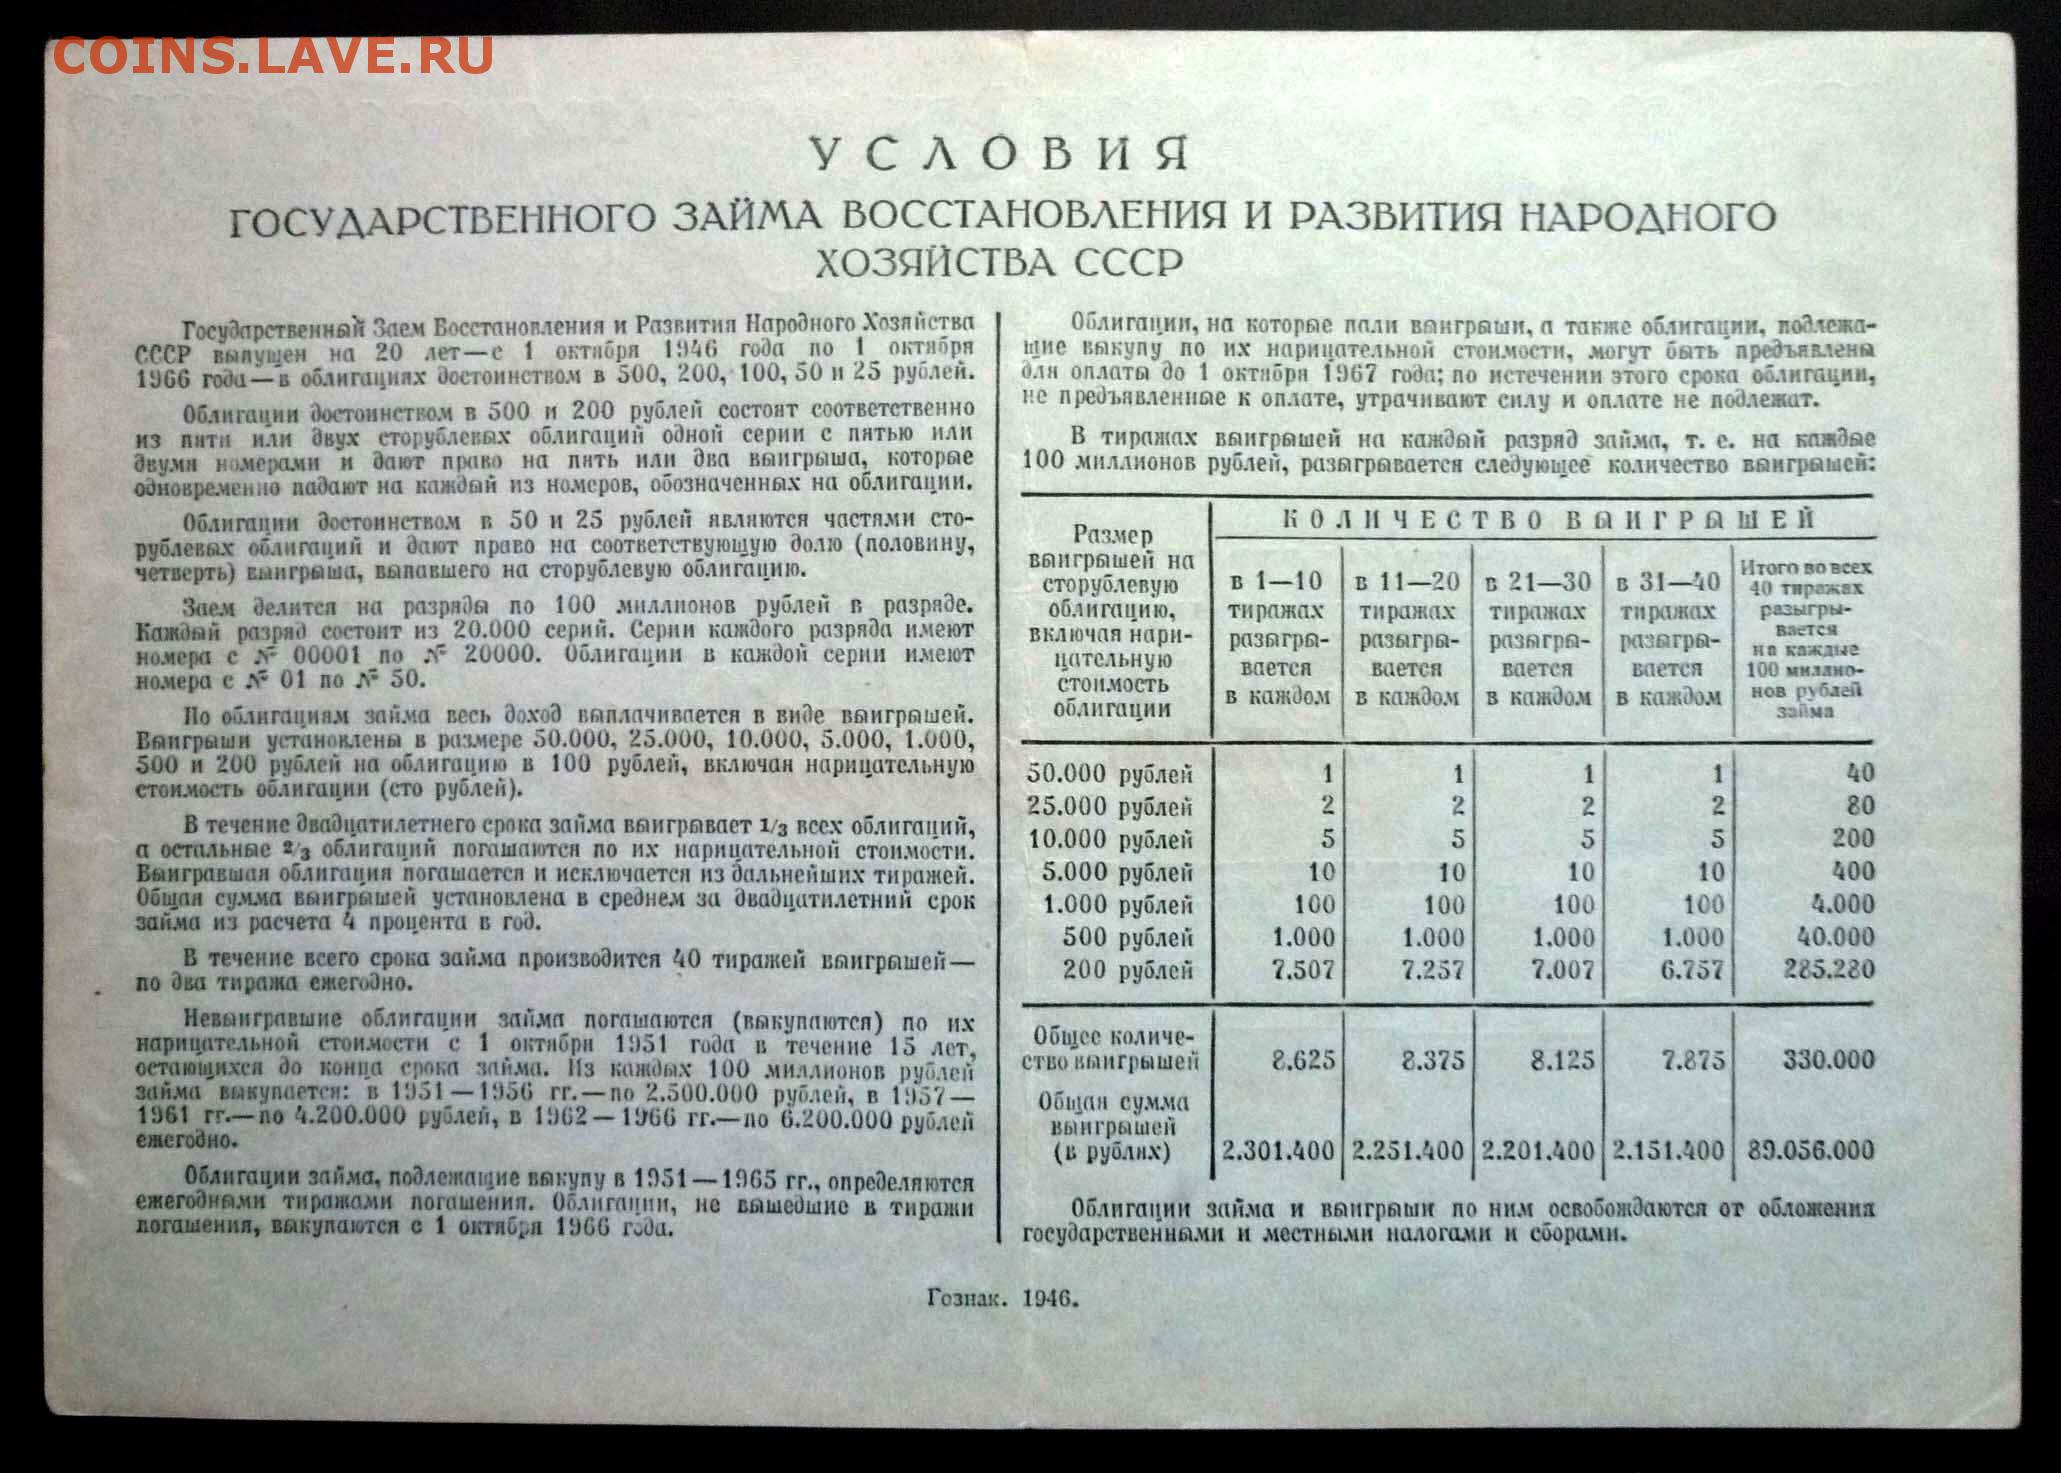 COINS.LAVE.RU
УСЛОВИЯ
ГОСУДАРСТВЕННОГО ЗАЙМА ВОССТАНОВЛЕНИЯ И РАЗВИТИЯ НАРОДНОГО
ХОЗЯЙСТВА СССР
Государственный Заем Восстановления и Развития Народного Хозяйства
СССР выпущен на 20 лет—с 1 октября 1946 года по 1 октября
1966 года—в облигациях достоинством в 500, 200, 100, 50 и 25 рублей.
Облигации достоинством в 500 и 200 рублей состоят соответственно
из пяти или двух сторублевых облигаций одной серии с пятью или
двумя номерами и дают право на пять или два выигрыша, которые
одновременно падают на каждый из номеров, обозначенных на облигации.
Облигации достоинством в 50 и 25 рублей являются частями сто-
рублевых облигаций и дают право на соответствующую долю (половину,
четверть) выигрыша, выпавшего на сторублевую облигацию.
Заем делится на разряды по 100 миллионов рублей в разряде.
Каждый разряд состоит из 20.000 серий. Серии каждого разряда имеют
номера с № 00001 по № 20000. Облигации в каждой серии имеют
номера с № 01 по № 50.
По облигациям займа весь доход выплачивается в виде выигрышей.
Выигрыши установлены в размере 50.000, 25.000, 10.000, 5.000, 1.000,
500 и 200 рублей на облигацию в 100 рублей, включая нарицательную
стоимость облигации (сто рублей).
В течение двадцатилетнего срока займа выигрывает 1/3 всех облигаций,
а остальные 2/3 облигаций погашаются по их нарицательной стоимости.
Выигравшая облигация погашается и исключается из дальнейших тиражей.
Общая сумма выигрышей установлена в среднем за двадцатилетний срок
займа из расчета 4 процента в год.
В течение всего срока займа производится 40 тиражей выигрышей—
по два тиража ежегодно.
Невыигравшие облигации займа погашаются (выкупаются) по их
нарицательной стоимости с 1 октября 1951 года в течение 15 лет,
остающихся до конца срока займа. Из каждых 100 миллионов рублей
займа выкупается: в 1951—1956 гг.—по 2.500.000 рублей, в 1957—
1961 гг.—по 4.200.000 рублей, в 1962—1966 гг.—по 6.200.000 рублей
ежегодно.
Облигации займа, подлежащие выкупу в 1951—1965 гг., определяются
ежегодными тиражами погашения. Облигации, не вышедшие в тиражи
погашения, выкупаются с 1 октября 1966 года.
Облигации, на которые пали выигрыши, а также облигации, подлежа-
щие выкупу по их нарицательной стоимости, могут быть предъявлены
для оплаты до 1 октября 1967 года; по истечении этого срока облигации,
не предъявленные к оплате, утрачивают силу и оплате не подлежат.
В тиражах выигрышей на каждый разряд займа, т. е. на каждые
100 миллионов рублей, разыгрывается следующее количество выигрышей:
Размер
выигрышей на
сторублевую
облигацию,
включая нари-
цательную
стоимость
облигации
КОЛИЧЕСТВО ВЫИГРЫШЕЙ
в 1—10
тиражах
разыгры-
вается
в каждом
в 11—20
тиражах
разыгры-
вается
в каждом
в 21—30
тиражах
разыгры-
вается
в каждом
в 31—40
тиражах
разыгры-
вается
в каждом
Итого во всех
40 тиражах
разыгры-
вается
на каждые
100 миллио-
нов рублей
займа
50.000 рублей 1 1 1 1 40
25.000 рублей 2 2 2 2 80
10.000 рублей 5 5 5 5 200
5.000 рублей 10 10 10 10 400
1.000 рублей 100 100 100 100 4.000
500 рублей 1.000 1.000 1.000 1.000 40.000
200 рублей 7.507 7.257 7.007 6.757 285.280
Общее количе-
ство выигрышей 8.625 8.375 8.125 7.875 330.000
Общая сумма
выигрышей
(в рублях) 2.301.400 2.251.400 2.201.400 2.151.400 89.056.000
Облигации займа и выигрыши по ним освобождаются от обложения
государственными и местными налогами и сборами.
Гознак. 1946.